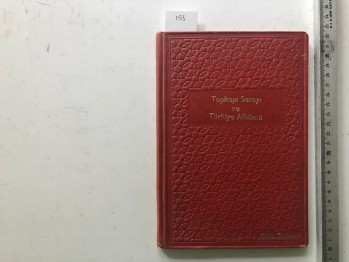 193
Topkapı Sarayı
ve
Türkiye Albümü